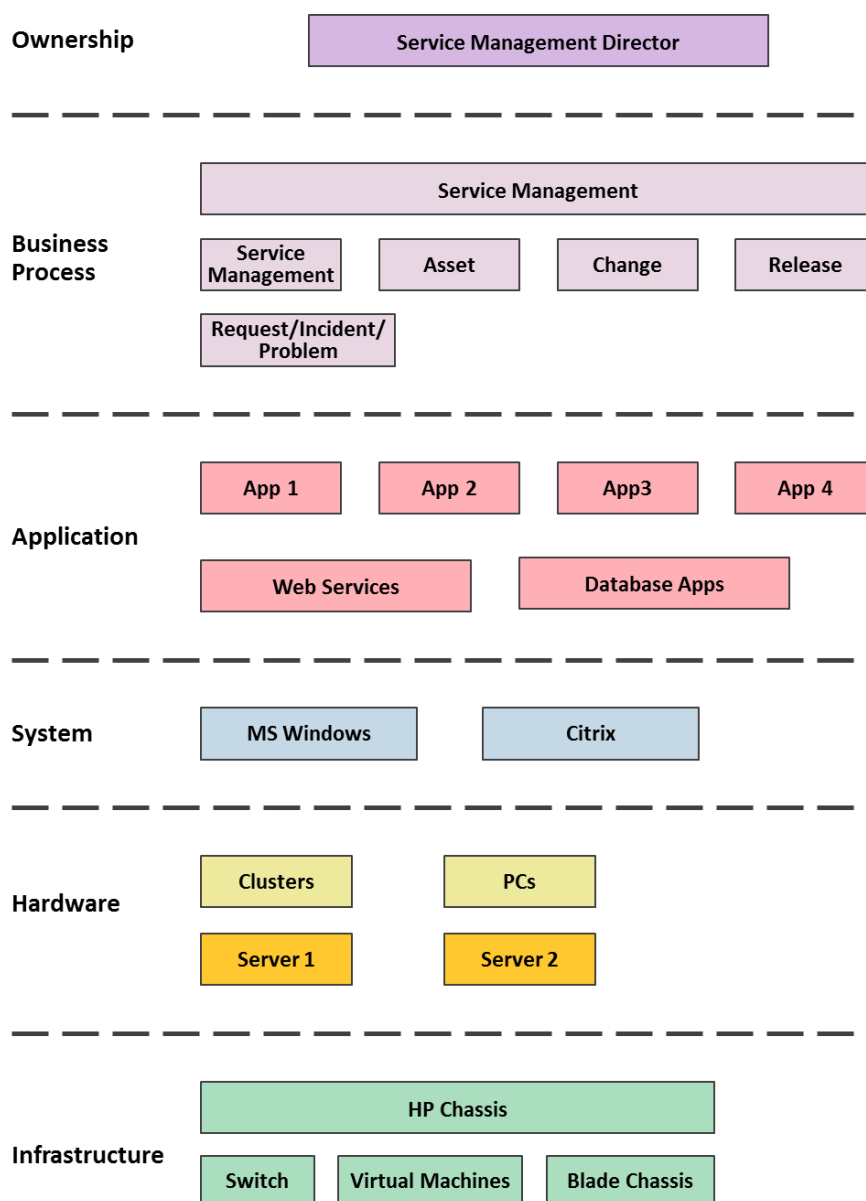 Ownership
Service Management Director
Service Management
Business
Process
Service
Management
Asset
Change
Release
Request/Incident/
Problem
App 1
App 2
App3
App 4
Application
Web Services
Database Apps
System
MS Windows
Citrix
Clusters
PCs
Hardware
Server 1
Server 2
HP Chassis
Infrastructure
Switch
Virtual Machines
Blade Chassis